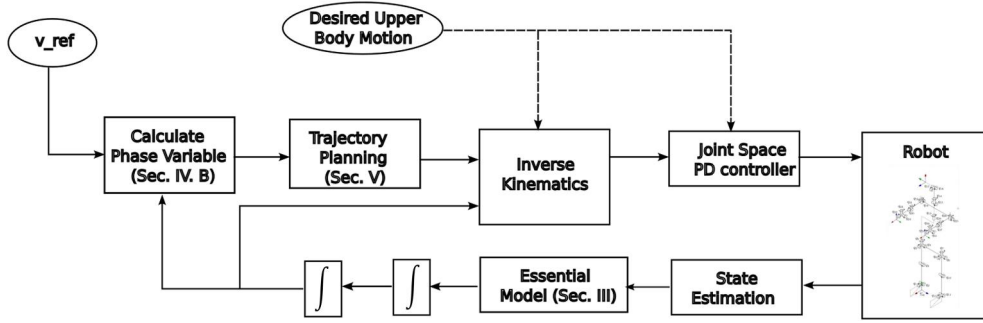 v_ref
Desired Upper
Body Motion
Calculate
Phase Variable
(Sec. IV. B)
Trajectory
Planning
(Sec. V)
Inverse
Kinematics
Joint Space
PD controller
Robot
∫
∫
Essential
Model (Sec. III)
State
Estimation